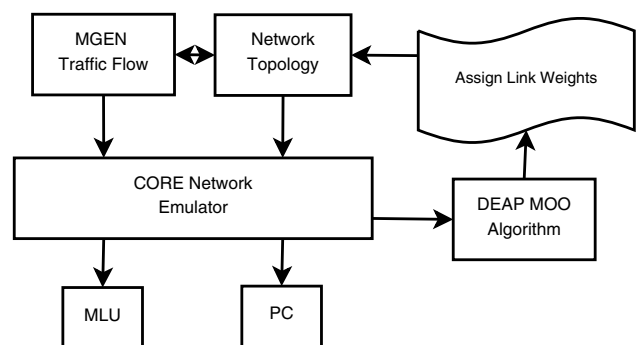 MGEN
Traffic Flow
Network
Topology
Assign Link Weights
CORE Network
Emulator
DEAP MOO
Algorithm
MLU
PC